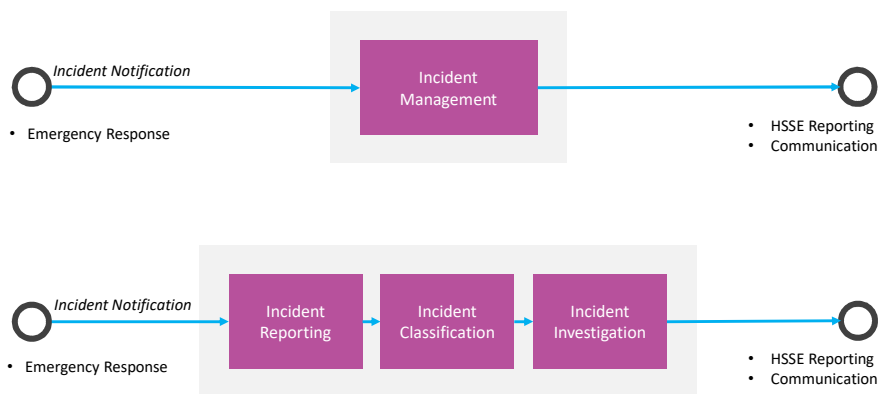 Incident Notification
Incident
Management
• Emergency Response
• HSSE Reporting
• Communication
Incident Notification
Incident
Reporting
Incident
Classification
Incident
Investigation
• Emergency Response
• HSSE Reporting
• Communication